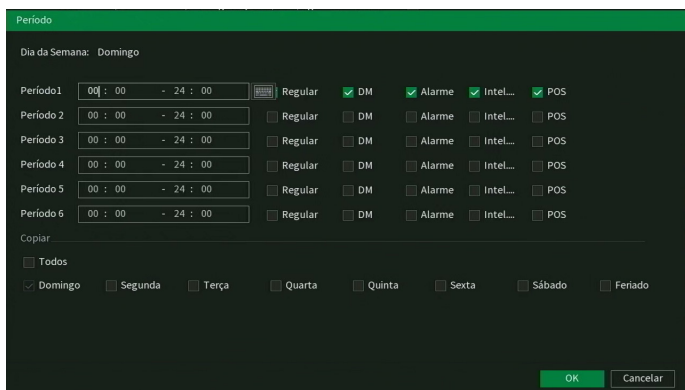 Período
Dia da Semana: Domingo
Período1 00 : 00 - 24 : 00 Regular DM Alarme Intel.... POS
Período 2 00 : 00 - 24 : 00 Regular DM Alarme Intel.... POS
Período 3 00 : 00 - 24 : 00 Regular DM Alarme Intel.... POS
Período 4 00 : 00 - 24 : 00 Regular DM Alarme Intel.... POS
Período 5 00 : 00 - 24 : 00 Regular DM Alarme Intel.... POS
Período 6 00 : 00 - 24 : 00 Regular DM Alarme Intel.... POS
Copiar
Todos
Domingo Segunda Terça Quarta Quinta Sexta Sábado Feriado
OK Cancelar